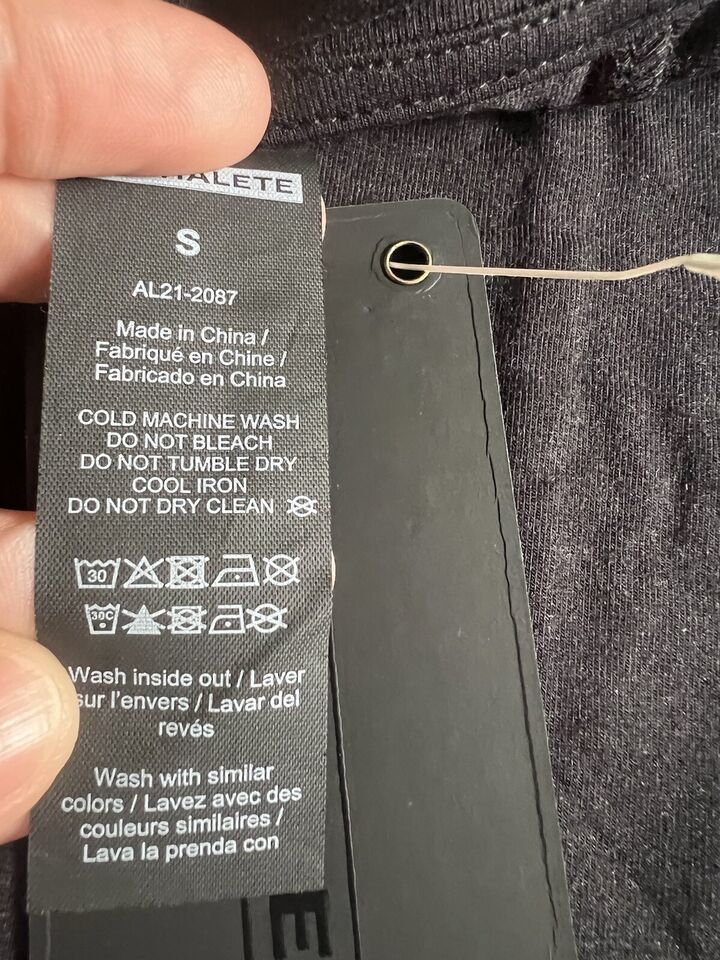 S
AL21-2087
Made in China /
Fabriqué en Chine /
Fabricado en China
COLD MACHINE WASH
DO NOT BLEACH
DO NOT TUMBLE DRY
COOL IRON
DO NOT DRY CLEAN
30
30C
Wash inside out / Laver
sur l'envers / Lavar del
revés
Wash with similar
colors / Lavez avec des
couleurs similaires /
Lava la prenda con
E